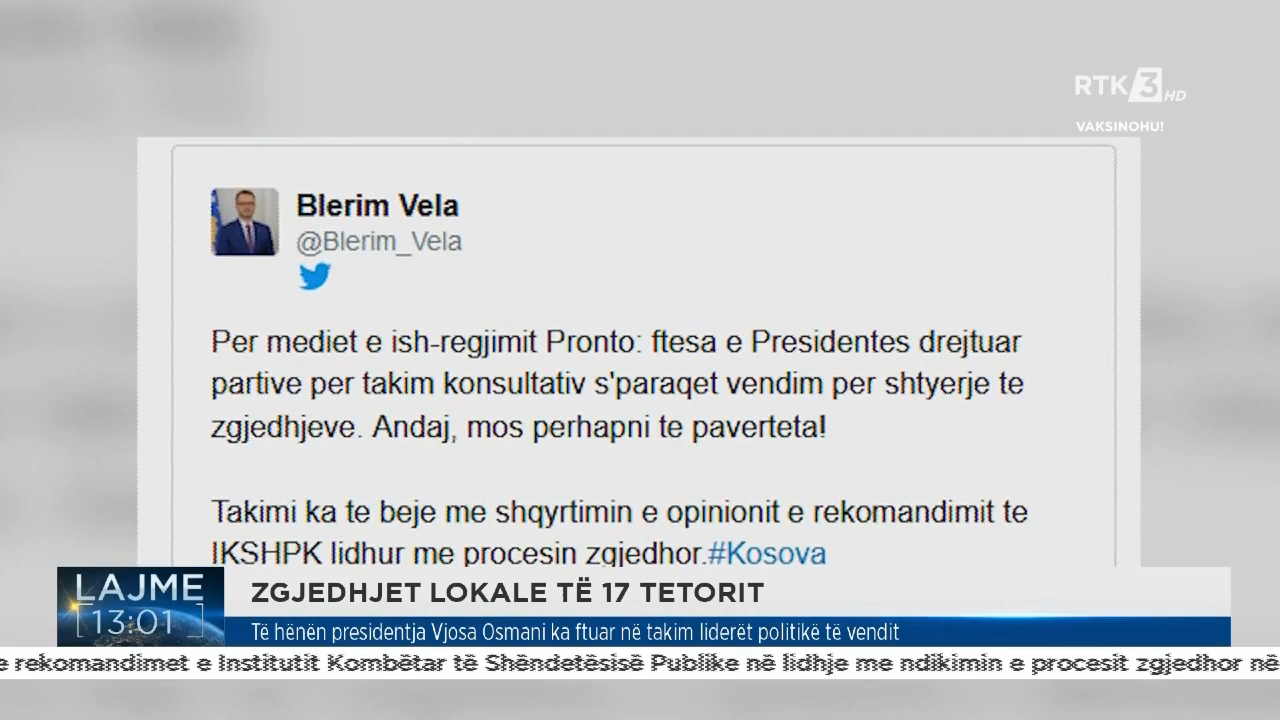 RTK 3 HD
VAKSINOHU!
Blerim Vela
@Blerim_Vela
Per mediet e ish-regjimit Pronto: ftesa e Presidentes drejtuar
partive per takim konsultativ s'paraqet vendim per shtyerje te
zgjedhjeve. Andaj, mos perhapni te paverteta!
Takimi ka te beje me shqyrtimin e opinionit e rekomandimit te
IKSHPK lidhur me procesin zgjedhor.#Kosova
LAJME
13:01
ZGJEDHJET LOKALE TË 17 TETORIT
Të hënën presidentja Vjosa Osmani ka ftuar në takim liderët politikë të vendit
e rekomandimet e Institutit Kombëtar të Shëndetësisë Publike në lidhje me ndikimin e procesit zgjedhor në